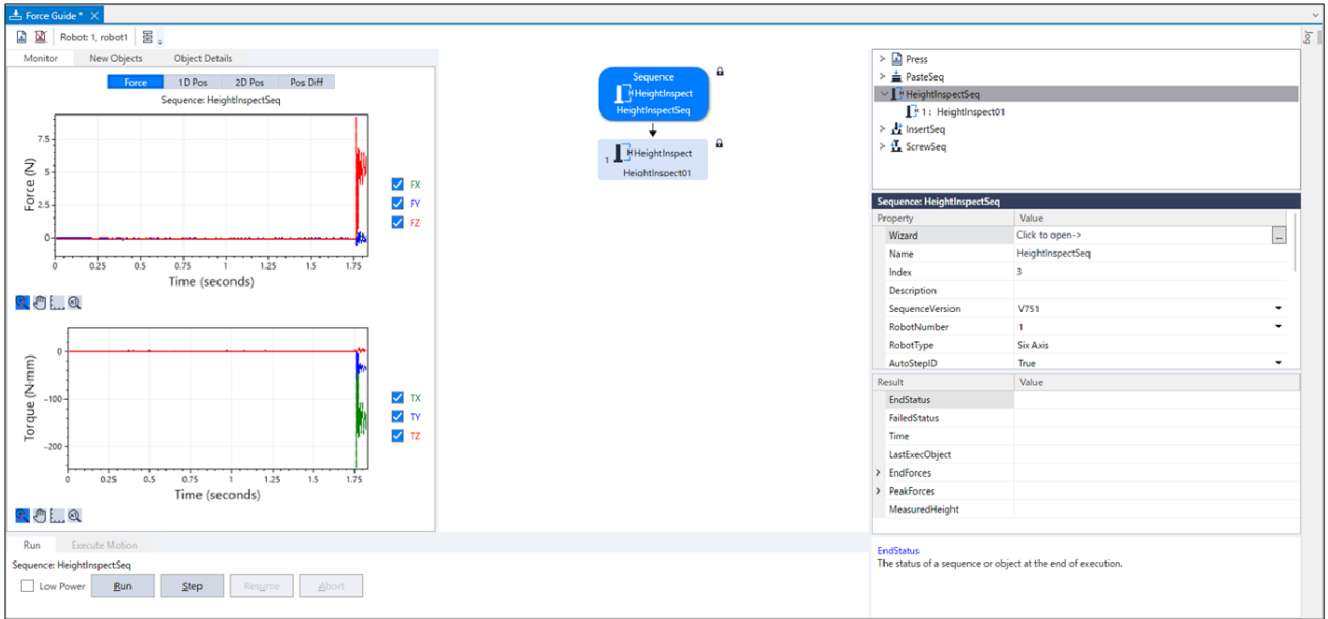 Force Guide *
Robot: 1, robot1
Jog
Monitor New Objects Object Details
Force 1D Pos 2D Pos Pos Diff
Sequence: HeightInspectSeq
Force (N)
7.5
5
2.5
0
0 0.25 0.5 0.75 1 1.25 1.5 1.75
Time (seconds)
FX
FY
FZ
Torque (N·mm)
0
-100
-200
0 0.25 0.5 0.75 1 1.25 1.5 1.75
Time (seconds)
TX
TY
TZ
Run Execute Motion
Sequence: HeightInspectSeq
Low Power Run Step Resume Abort
Sequence
HeightInspect
HeightInspectSeq
1 HeightInspect
HeightInspect01
Press
PasteSeq
HeightInspectSeq
1 : HeightInspect01
InsertSeq
ScrewSeq
Sequence: HeightInspectSeq
Property Value
Wizard Click to open-> ...
Name HeightInspectSeq
Index 3
Description
SequenceVersion V751
RobotNumber 1
RobotType Six Axis
AutoStepID True
Result Value
EndStatus
FailedStatus
Time
LastExecObject
EndForces
PeakForces
MeasuredHeight
EndStatus
The status of a sequence or object at the end of execution.